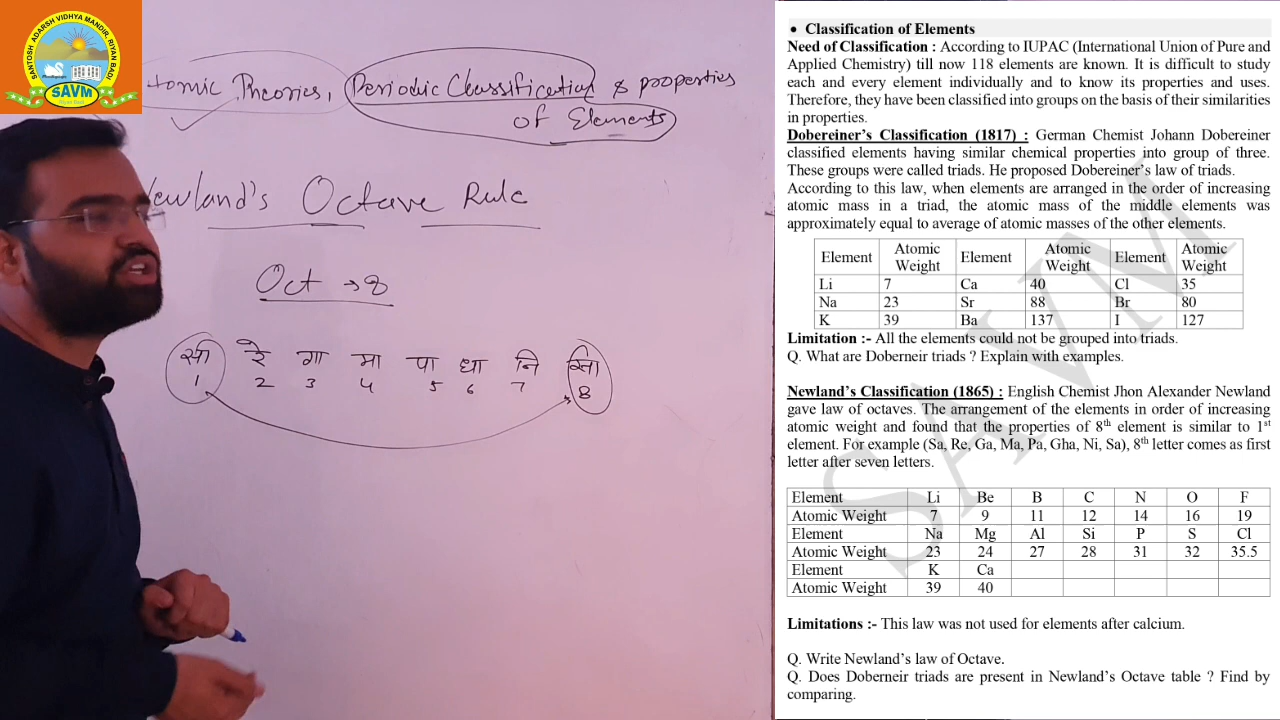 SANTOSH ADARSH VIDHYA MANDIR, RIYAN BADI
SAVM
Atomic Theories, Periodic Classification & properties
of Elements
Newland's Octave Rule
Oct → 8
सा रे गा मा पा धा नि सा
1 2 3 4 5 6 7 8
• Classification of Elements
Need of Classification : According to IUPAC (International Union of Pure and
Applied Chemistry) till now 118 elements are known. It is difficult to study
each and every element individually and to know its properties and uses.
Therefore, they have been classified into groups on the basis of their similarities
in properties.
Dobereiner's Classification (1817) : German Chemist Johann Dobereiner
classified elements having similar chemical properties into group of three.
These groups were called triads. He proposed Dobereiner's law of triads.
According to this law, when elements are arranged in the order of increasing
atomic mass in a triad, the atomic mass of the middle elements was
approximately equal to average of atomic masses of the other elements.
Element Atomic Weight Element Atomic Weight Element Atomic Weight
Li 7 Ca 40 Cl 35
Na 23 Sr 88 Br 80
K 39 Ba 137 I 127
Limitation :- All the elements could not be grouped into triads.
Q. What are Doberneir triads ? Explain with examples.
Newland's Classification (1865) : English Chemist Jhon Alexander Newland
gave law of octaves. The arrangement of the elements in order of increasing
atomic weight and found that the properties of 8th element is similar to 1st
element. For example (Sa, Re, Ga, Ma, Pa, Gha, Ni, Sa), 8th letter comes as first
letter after seven letters.
Element Li Be B C N O F
Atomic Weight 7 9 11 12 14 16 19
Element Na Mg Al Si P S Cl
Atomic Weight 23 24 27 28 31 32 35.5
Element K Ca
Atomic Weight 39 40
Limitations :- This law was not used for elements after calcium.
Q. Write Newland's law of Octave.
Q. Does Doberneir triads are present in Newland's Octave table ? Find by
comparing.
SAVM